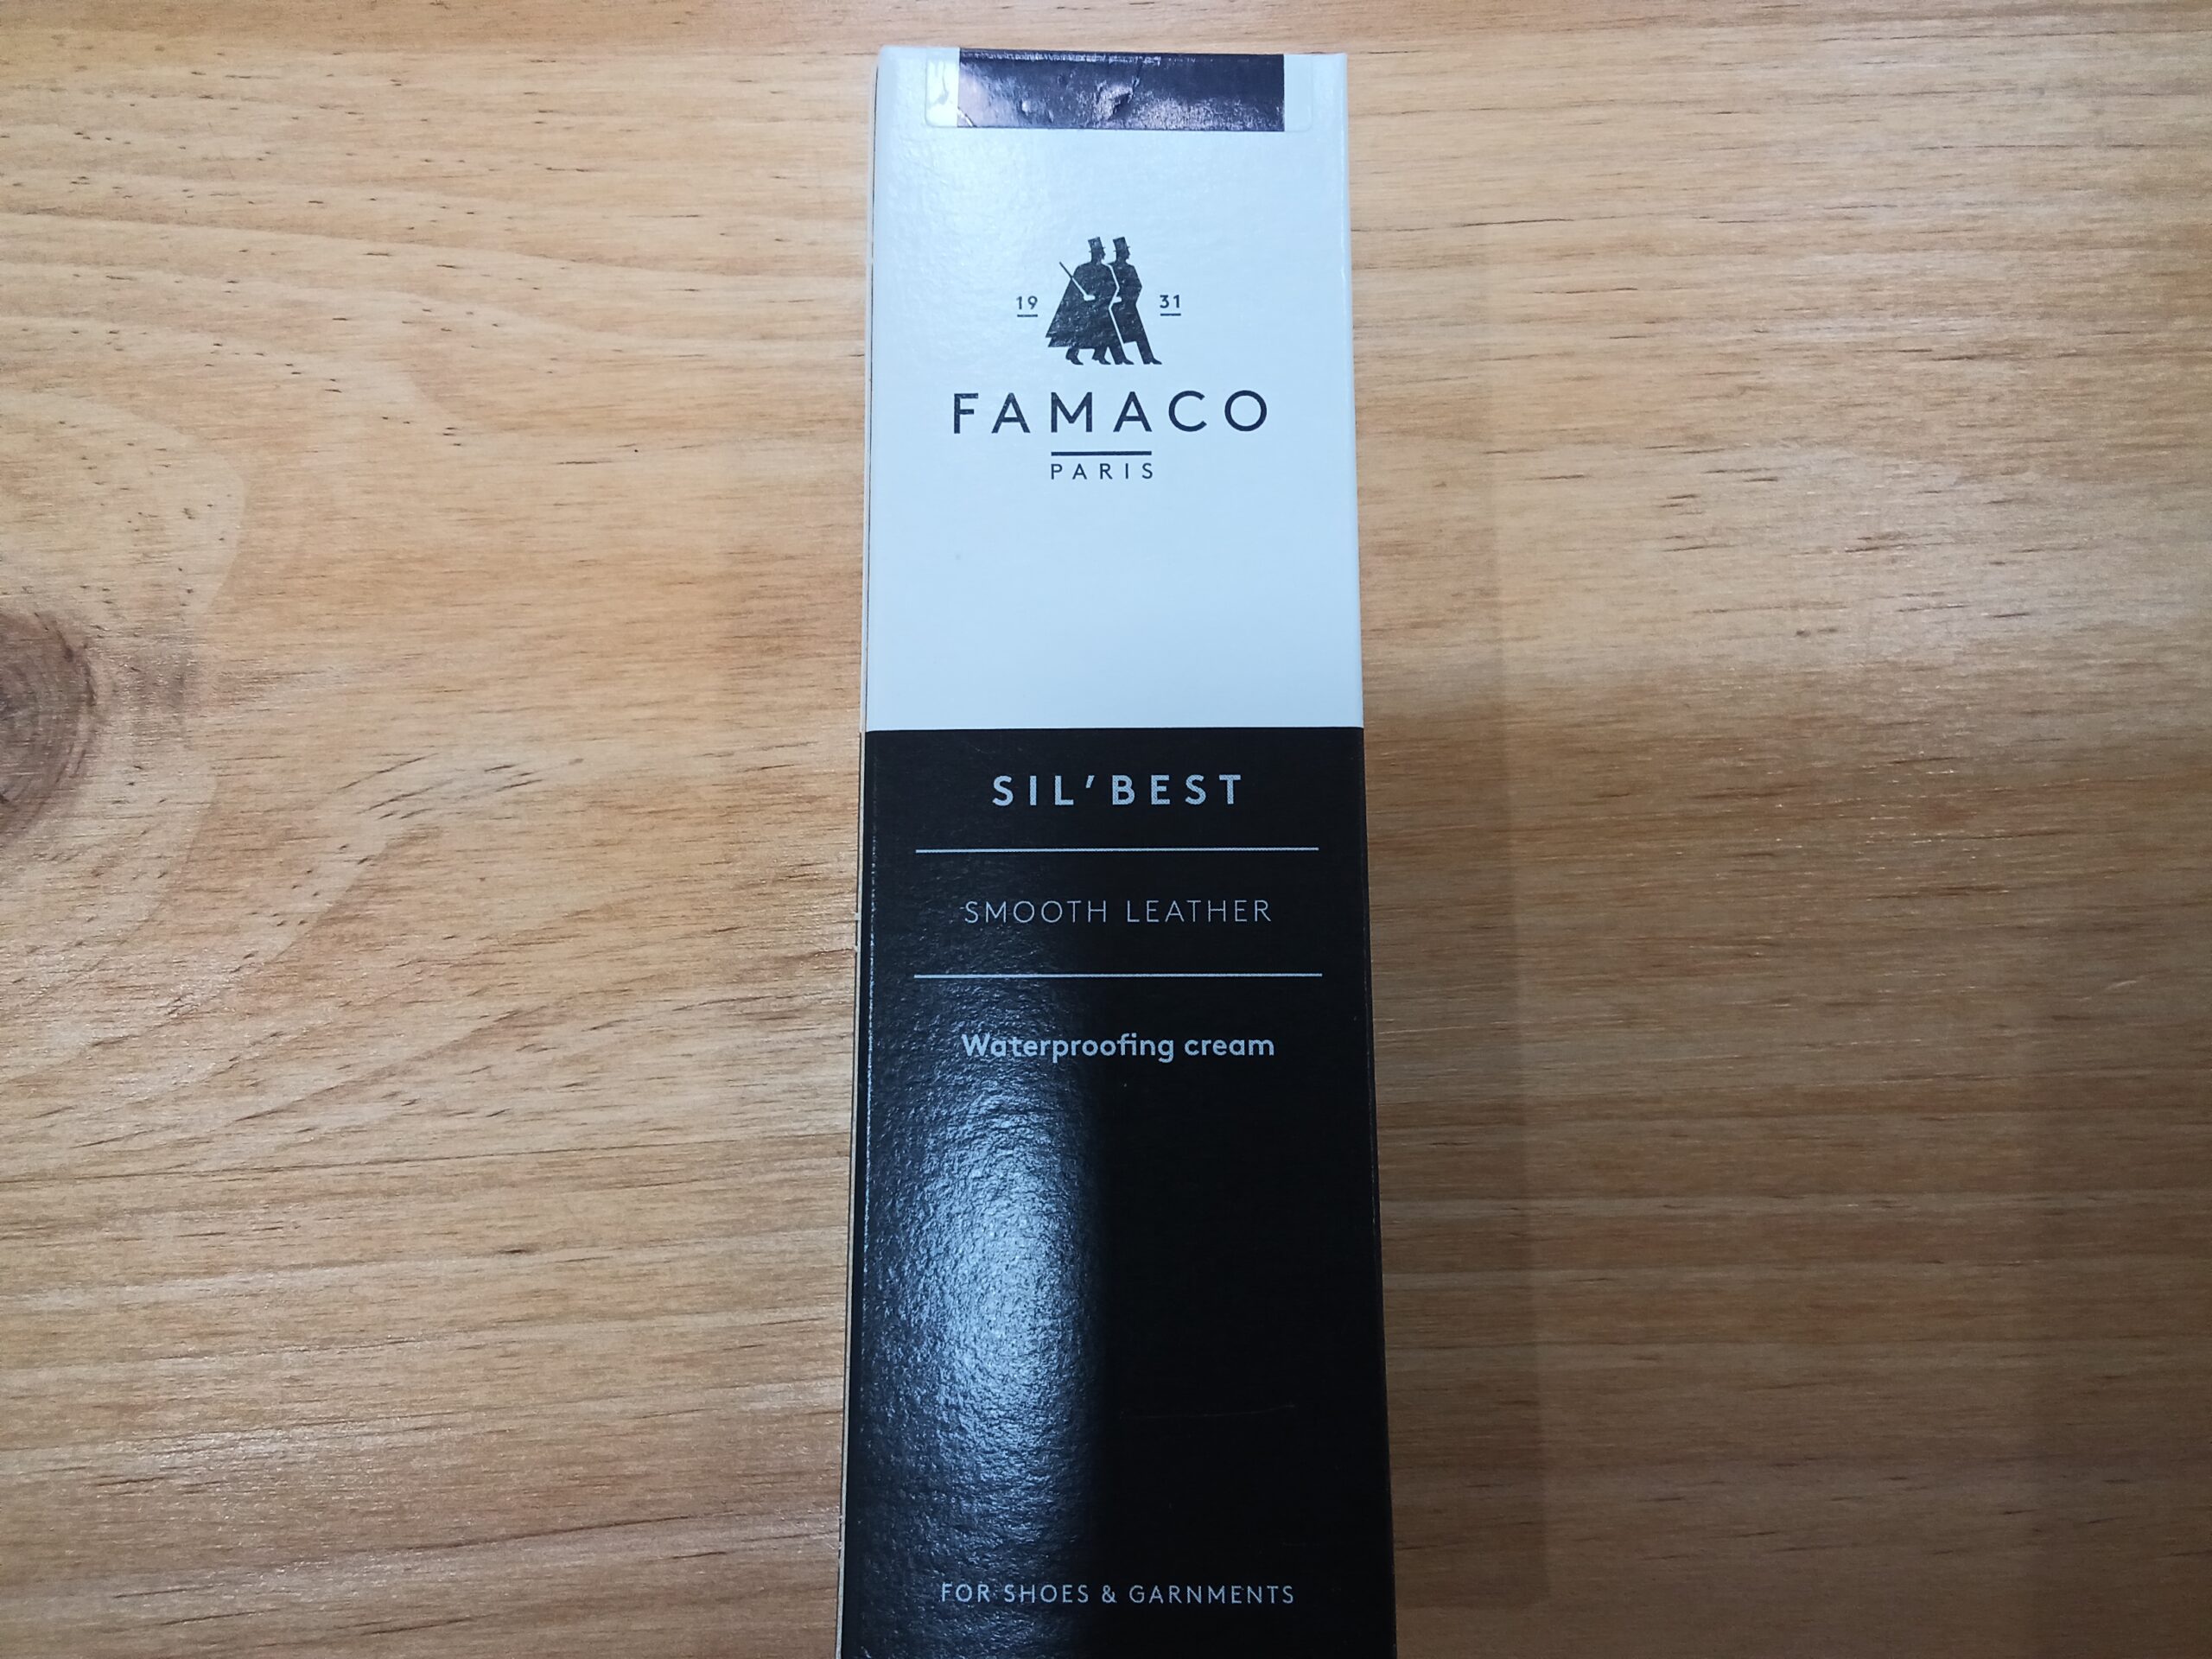 19 31
FAMACO
PARIS
SIL'BEST
SMOOTH LEATHER
Waterproofing cream
FOR SHOES & GARNMENTS